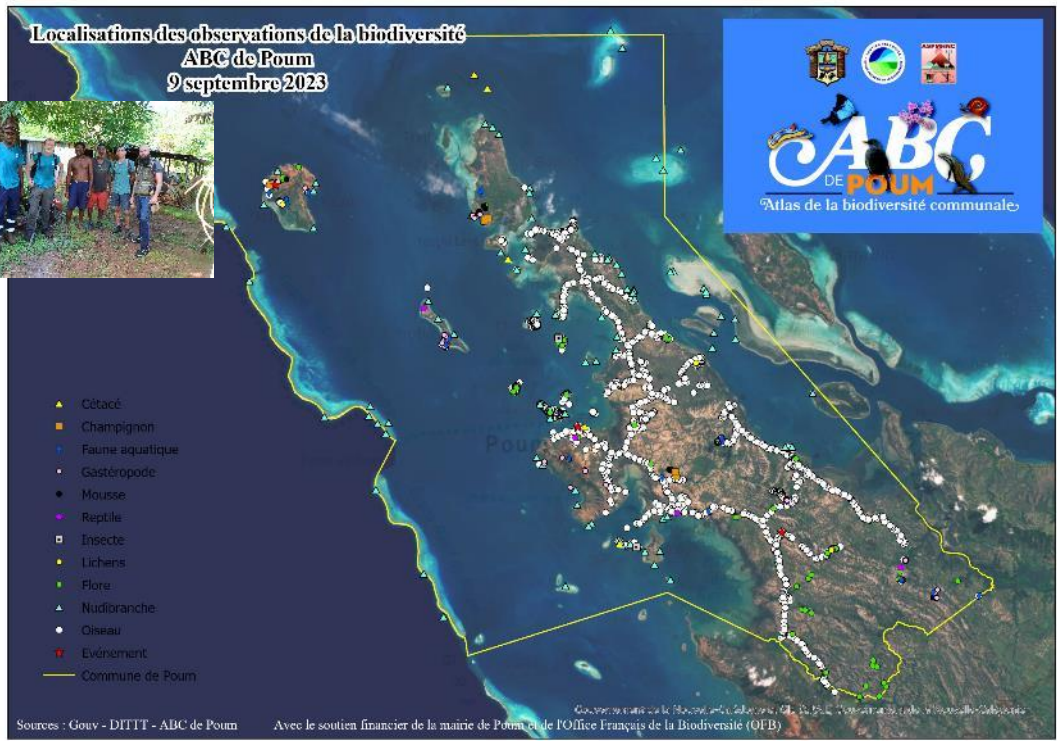 Localisations des observations de la biodiversité
ABC de Poum
9 septembre 2023
ABC
DE POUM
Atlas de la biodiversité communale
Poum
Cétacé
Champignon
Faune aquatique
Gastéropode
Mousse
Reptile
Insecte
Lichens
Flore
Nudibranche
Oiseau
Evénement
Commune de Poum
Sources : Gouv - DITTT - ABC de Poum
Avec le soutien financier de la mairie de Poum et de l'Office Français de la Biodiversité (OFB)